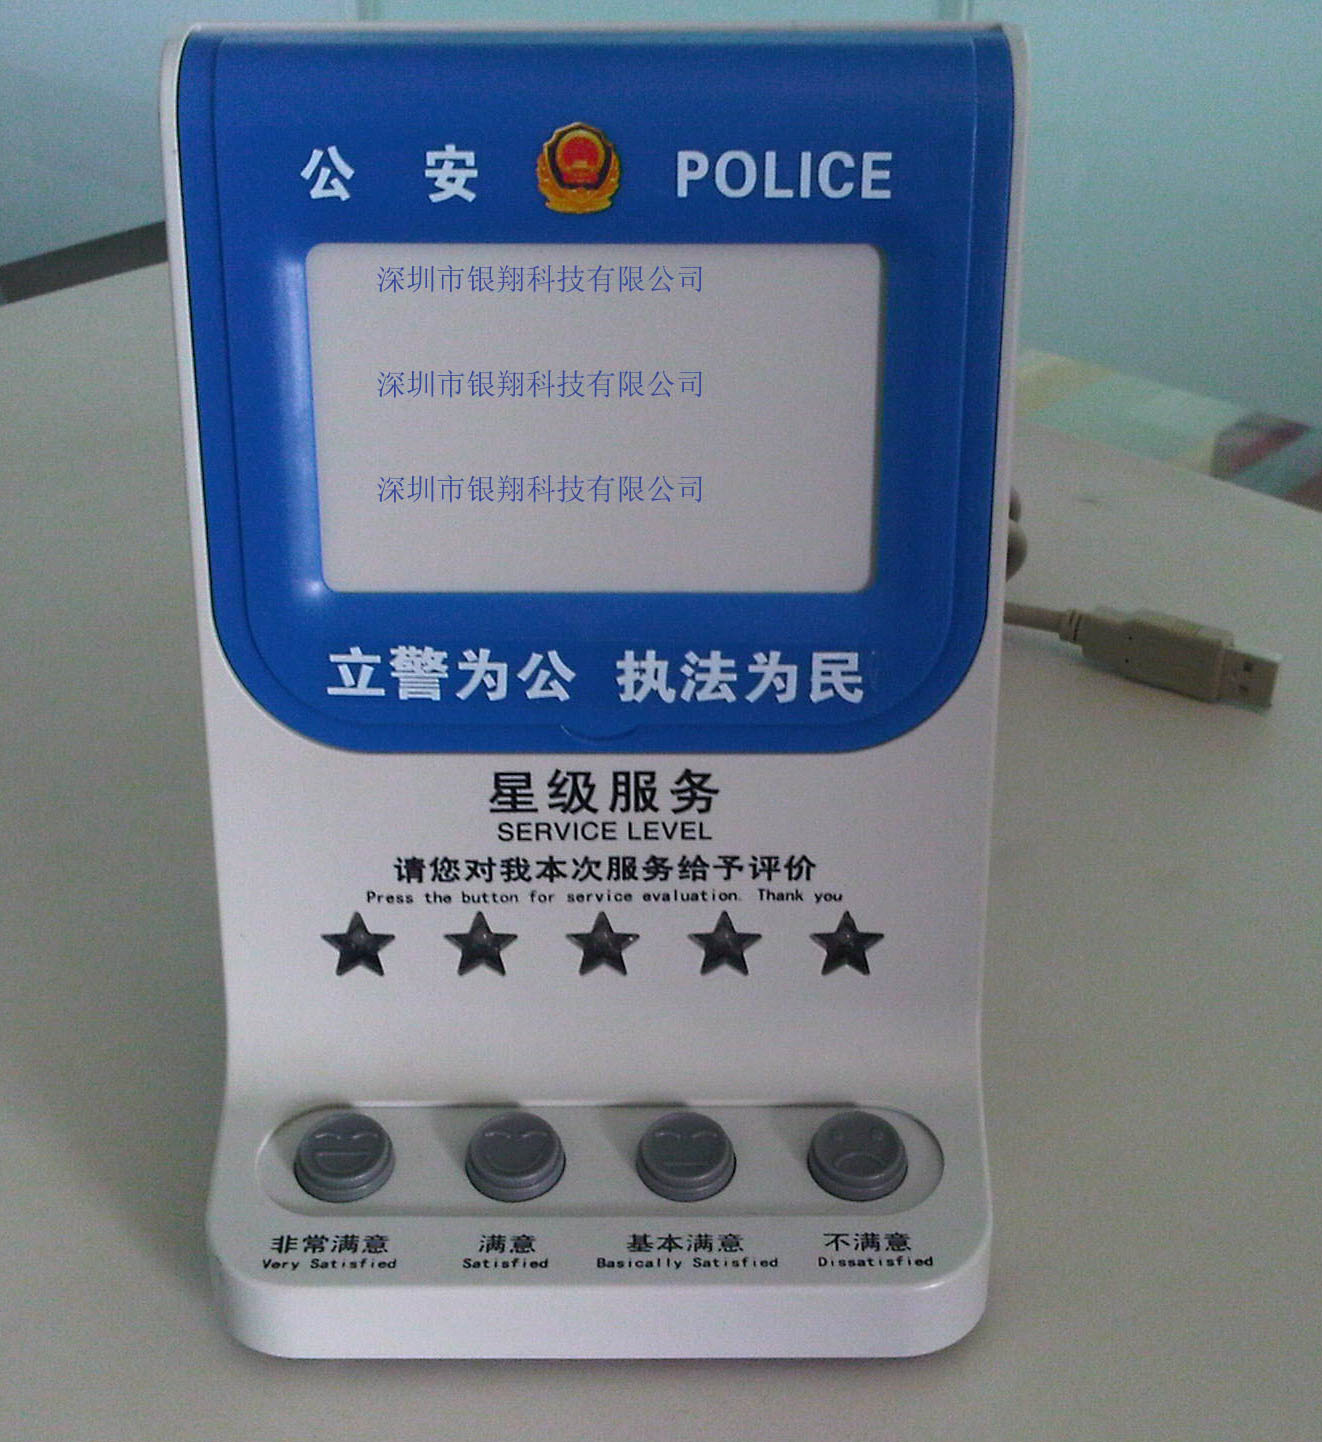 公 安 POLICE
深圳市银翔科技有限公司
深圳市银翔科技有限公司
深圳市银翔科技有限公司
立警为公 执法为民
星级服务
SERVICE LEVEL
请您对我本次服务给予评价
Press the button for service evaluation. Thank you
非常满意 满意 基本满意 不满意
Very Satisfied Satisfied Basically Satisfied Dissatisfied